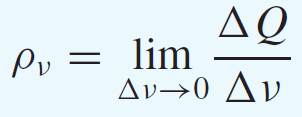 ρ_ν = lim_{Δν→0} ΔQ/Δν